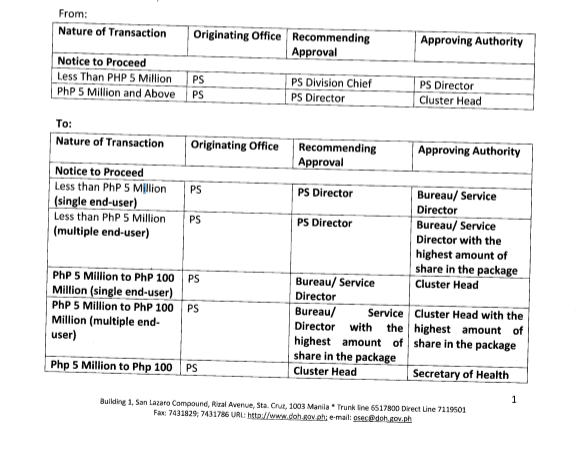 From:
Nature of Transaction Originating Office Recommending Approval Approving Authority
Notice to Proceed
Less Than PHP 5 Million PS PS Division Chief PS Director
PhP 5 Million and Above PS PS Director Cluster Head
To:
Nature of Transaction Originating Office Recommending Approval Approving Authority
Notice to Proceed
Less than PhP 5 Million PS PS Director Bureau/ Service
(single end-user) Director
Less than PhP 5 Million PS PS Director Bureau/ Service
(multiple end-user) Director with the
highest amount of
share in the package
PhP 5 Million to PhP 100 PS Bureau/ Service Cluster Head
Million (single end-user) Director
PhP 5 Million to PhP 100 PS Bureau/ Service Cluster Head with the
Million (multiple end- Director with the highest amount of
user) highest amount of share in the package
share in the package
Php 5 Million to Php 100 PS Cluster Head Secretary of Health
1
Building 1, San Lazaro Compound, Rizal Avenue, Sta. Cruz, 1003 Manila * Trunk line 6517800 Direct Line 7119501
Fax: 7431829; 7431786 URL: http://www.doh.gov.ph; e-mail: osec@doh.gov.ph